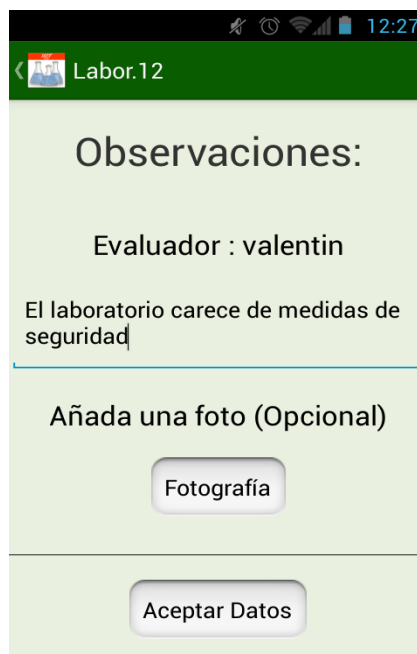 12:27
Labor.12
Observaciones:
Evaluador : valentin
El laboratorio carece de medidas de
seguridad
Añada una foto (Opcional)
Fotografía
Aceptar Datos